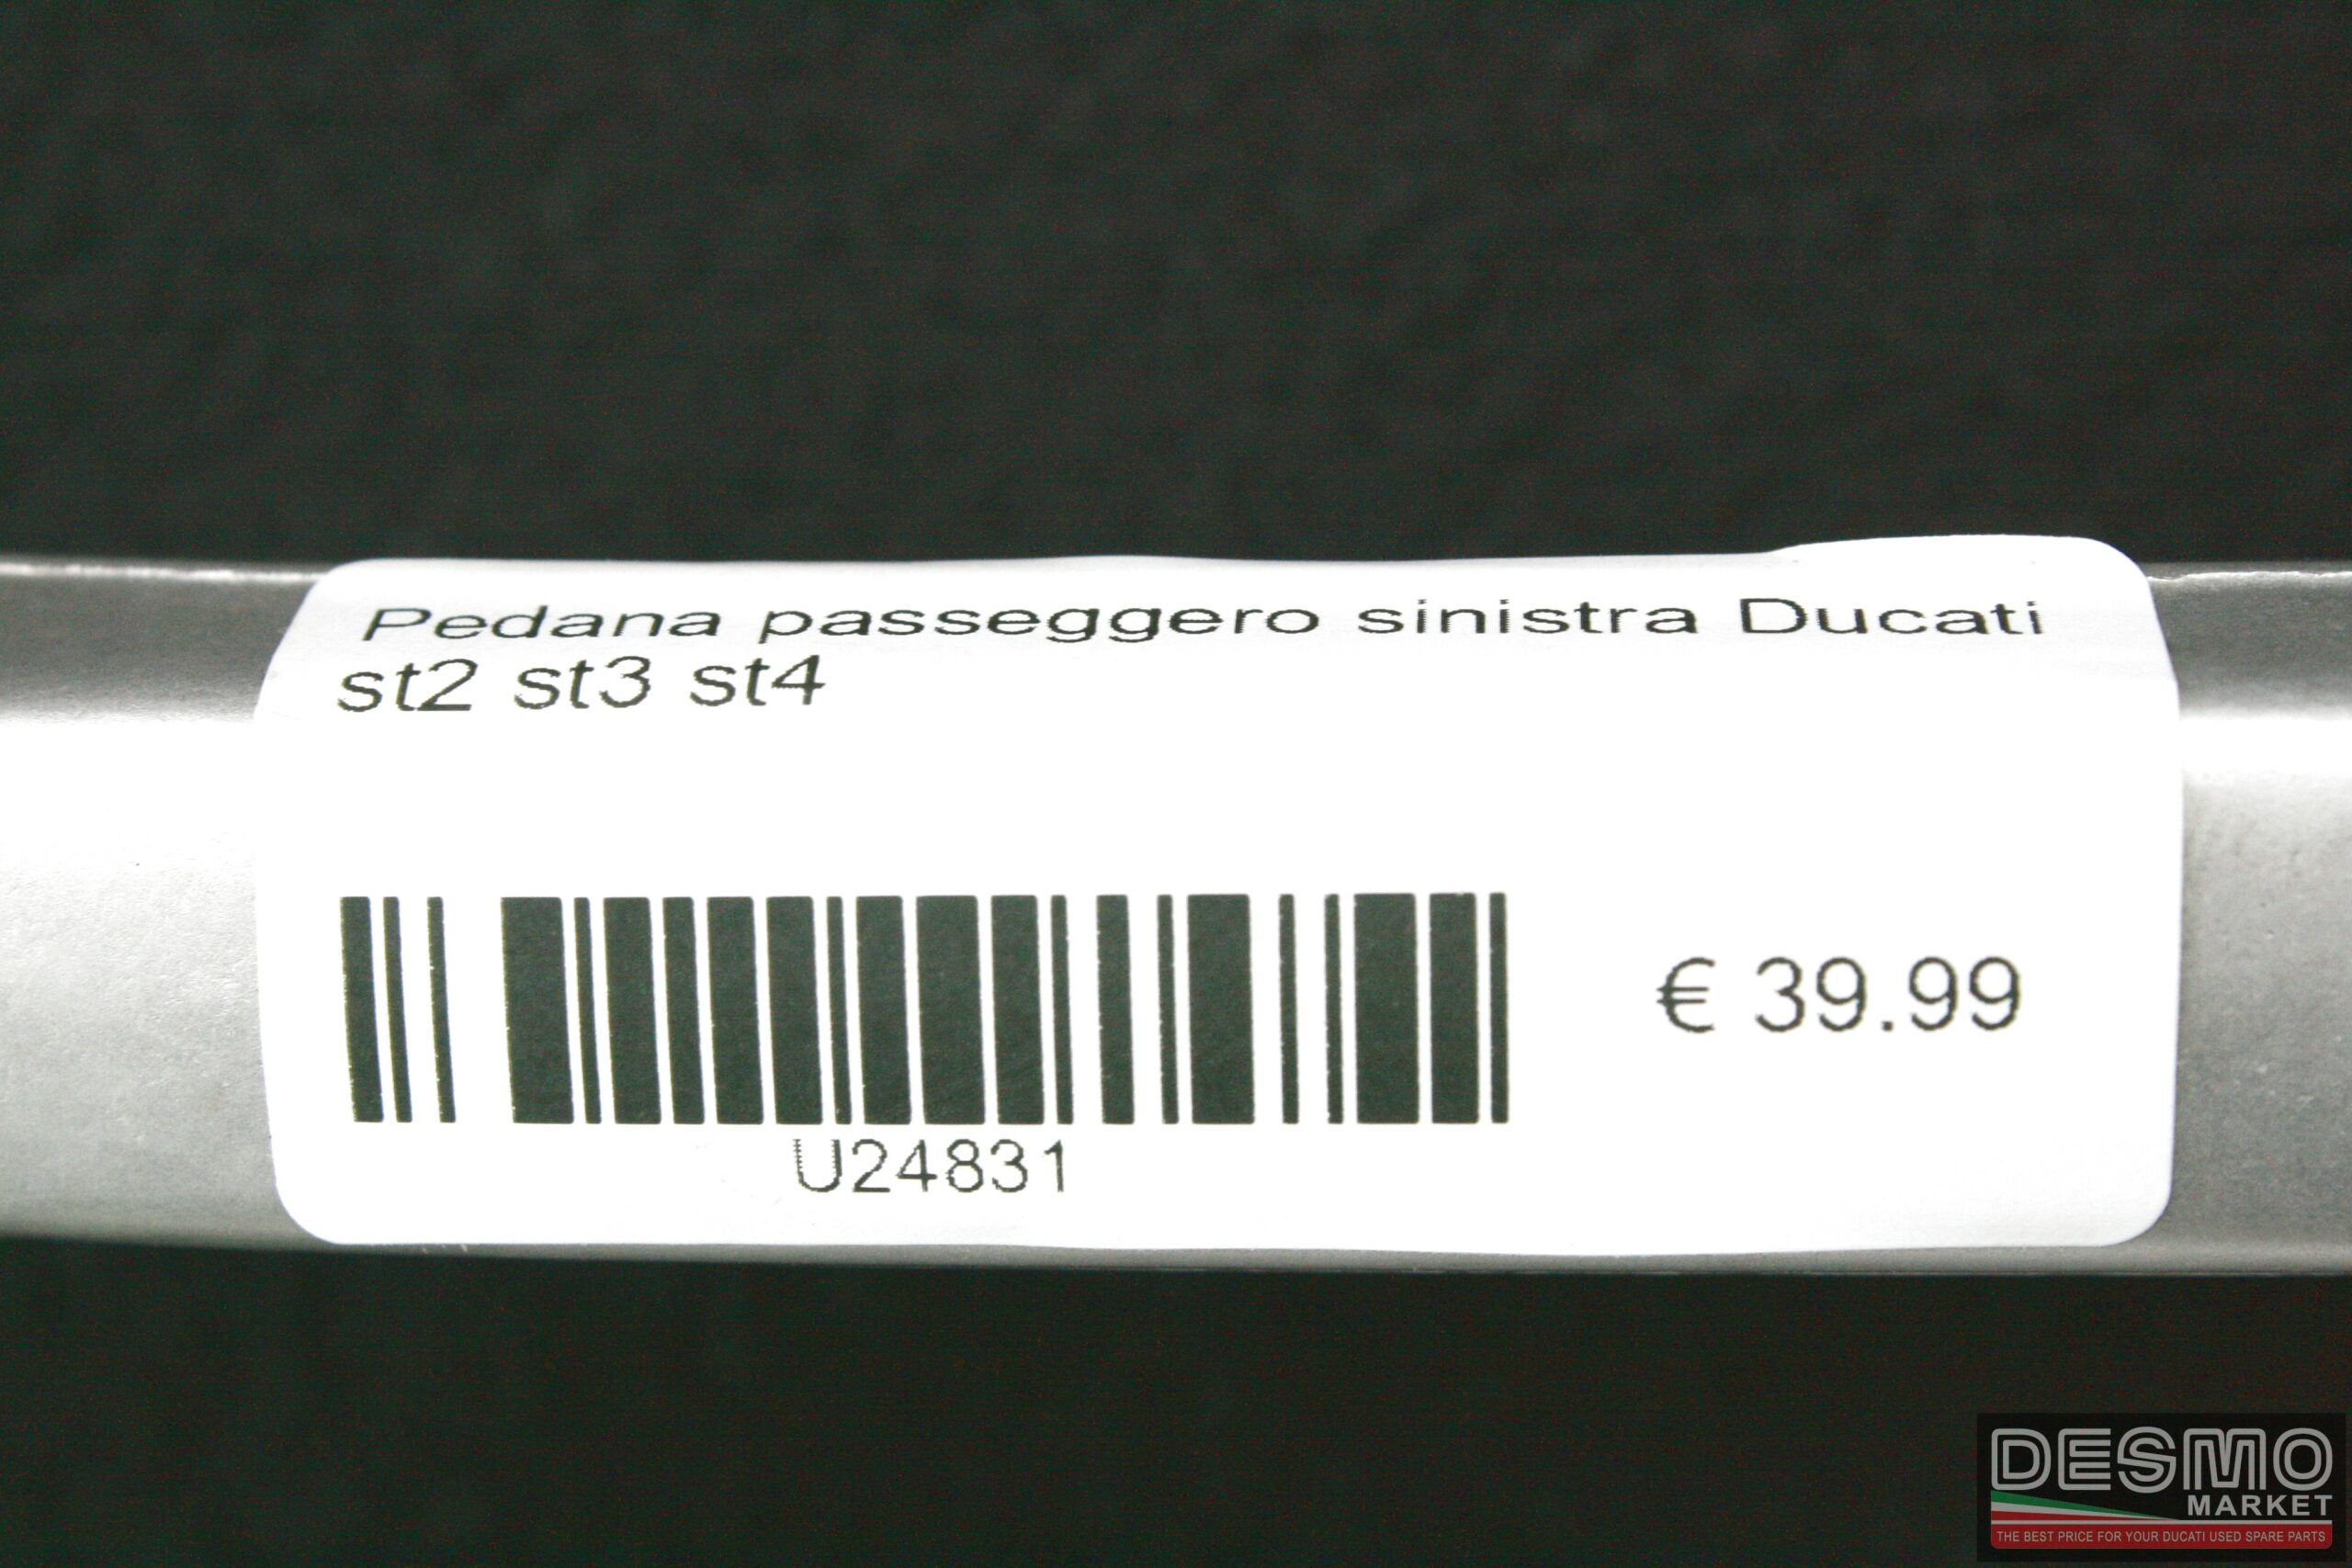 Pedana passeggero sinistra Ducati
st2 st3 st4
€ 39.99
U24831
DESMO
MARKET
THE BEST PRICE FOR YOUR DUCATI USED SPARE PARTS